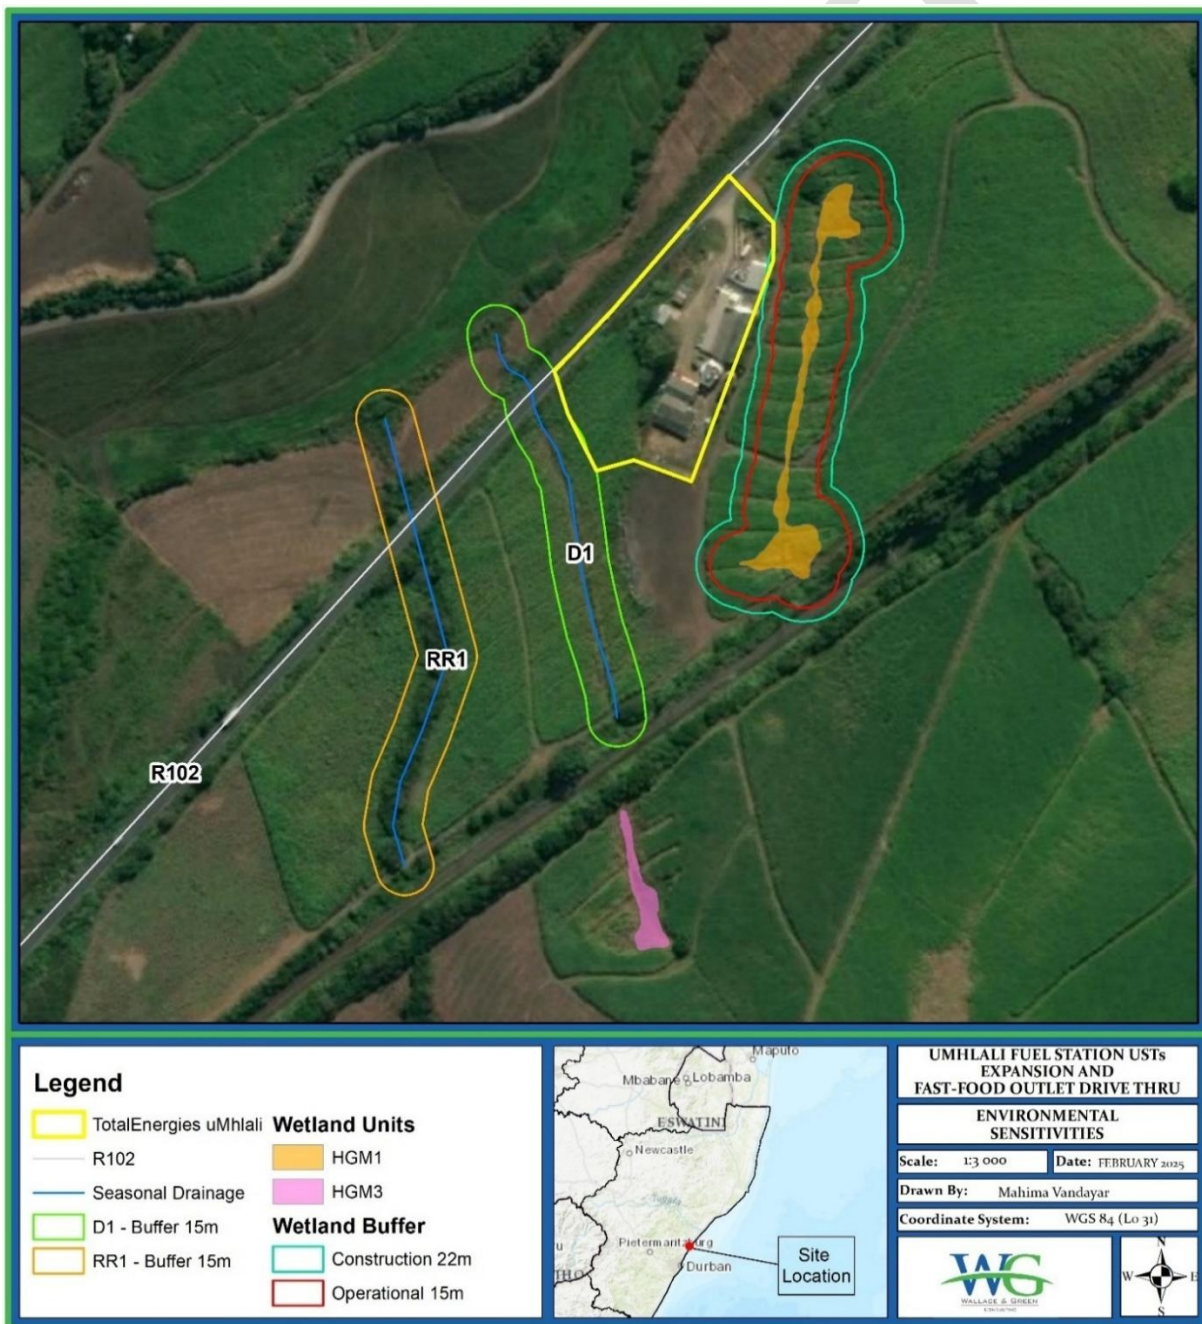 D1
RR1
R102
Legend
TotalEnergies uMhlali
R102
Seasonal Drainage
D1 - Buffer 15m
RR1 - Buffer 15m
Wetland Units
HGM1
HGM3
Wetland Buffer
Construction 22m
Operational 15m
Maputo
Mbabane
Lobamba
ESWATINI
Newcastle
Pietermaritzburg
Durban
Site
Location
UMHLALI FUEL STATION USTs
EXPANSION AND
FAST-FOOD OUTLET DRIVE THRU
ENVIRONMENTAL
SENSITIVITIES
Scale: 1:3 000
Date: FEBRUARY 2025
Drawn By: Mahima Vandayar
Coordinate System: WGS 84 (Lo 31)
WG
WALLACE & GREEN
CONSULTING
N
W E
S